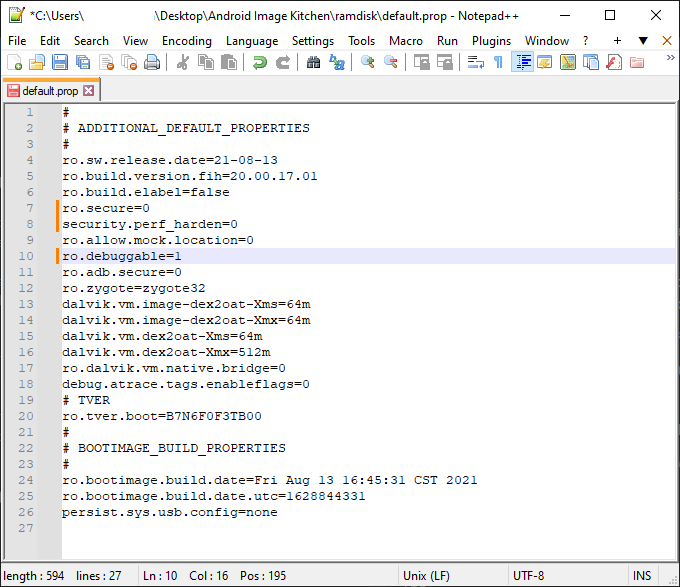 *C:\Users\ \Desktop\Android Image Kitchen\ramdisk\default.prop - Notepad++
File Edit Search View Encoding Language Settings Tools Macro Run Plugins Window ? + ▼ X
default.prop
1 #
2 # ADDITIONAL_DEFAULT_PROPERTIES
3 #
4 ro.sw.release.date=21-08-13
5 ro.build.version.fih=20.00.17.01
6 ro.build.elabel=false
7 ro.secure=0
8 security.perf_harden=0
9 ro.allow.mock.location=0
10 ro.debuggable=1
11 ro.adb.secure=0
12 ro.zygote=zygote32
13 dalvik.vm.image-dex2oat-Xms=64m
14 dalvik.vm.image-dex2oat-Xmx=64m
15 dalvik.vm.dex2oat-Xms=64m
16 dalvik.vm.dex2oat-Xmx=512m
17 ro.dalvik.vm.native.bridge=0
18 debug.atrace.tags.enableflags=0
19 # TVER
20 ro.tver.boot=B7N6F0F3TB00
21 #
22 # BOOTIMAGE_BUILD_PROPERTIES
23 #
24 ro.bootimage.build.date=Fri Aug 13 16:45:31 CST 2021
25 ro.bootimage.build.date.utc=1628844331
26 persist.sys.usb.config=none
27
length : 594 lines : 27 Ln : 10 Col : 16 Pos : 195 Unix (LF) UTF-8 INS